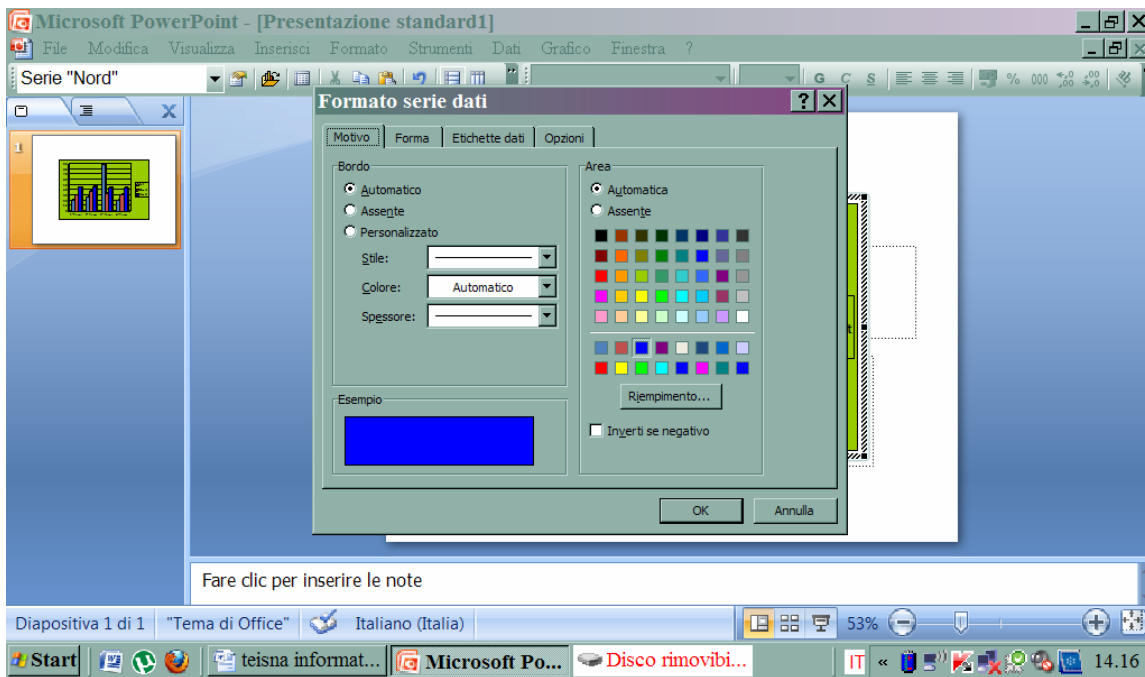 Microsoft PowerPoint - [Presentazione standard1]
File Modifica Visualizza Inserisci Formato Strumenti Dati Grafico Finestra ?
Serie "Nord"
G C S % 000
Formato serie dati
Motivo Forma Etichette dati Opzioni
1
Bordo
Automatico
Assente
Personalizzato
Stile:
Colore: Automatico
Spessore:
Esempio
Area
Automatica
Assente
Riempimento...
Inverti se negativo
OK Annulla
Fare clic per inserire le note
Diapositiva 1 di 1 "Tema di Office" Italiano (Italia) 53%
Start teisna informat... Microsoft Po... Disco rimovibi... IT « 14.16